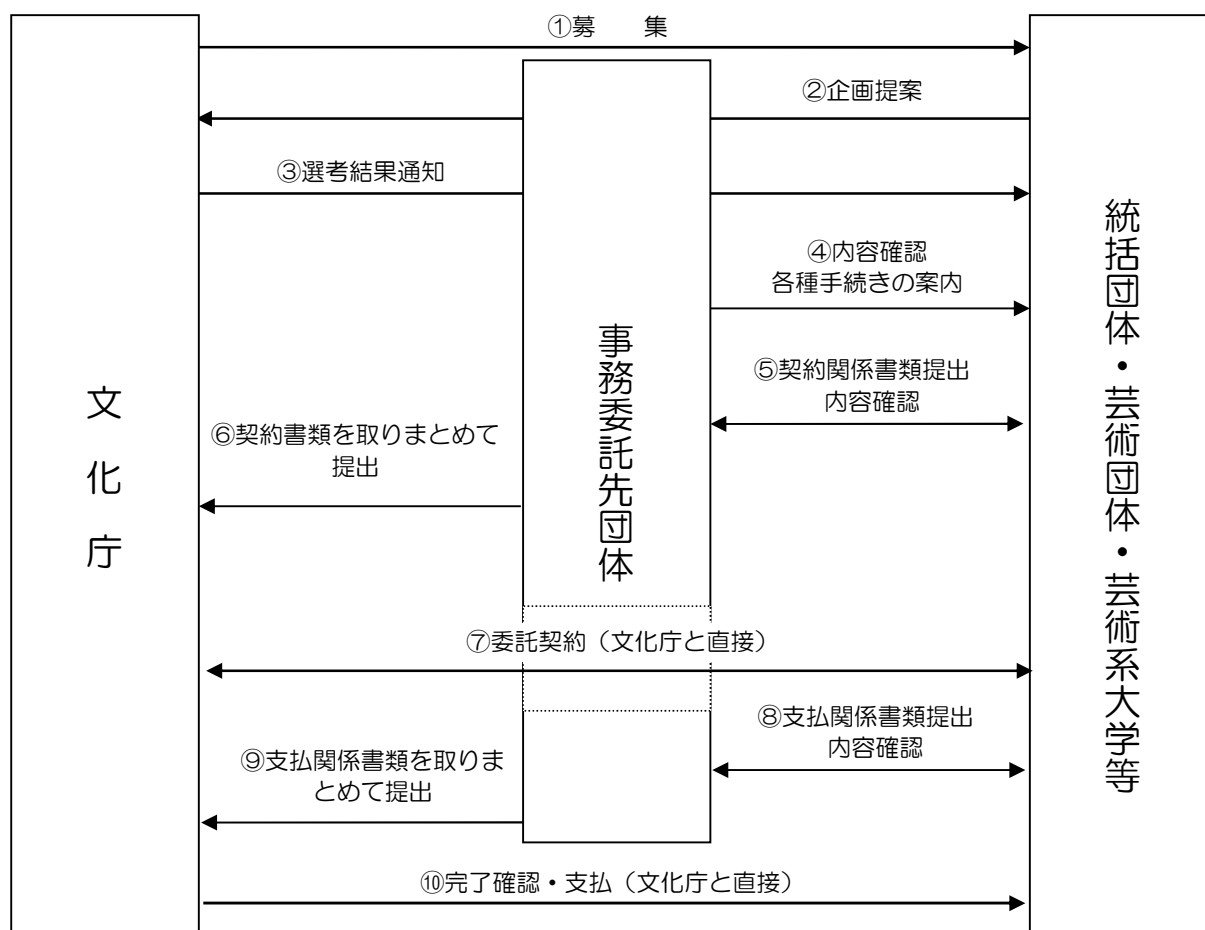 ①募　集
②企画提案
③選考結果通知
④内容確認
各種手続きの案内
⑤契約関係書類提出
内容確認
⑥契約書類を取りまとめて
提出
⑦委託契約（文化庁と直接）
⑧支払関係書類提出
内容確認
⑨支払関係書類を取りま
とめて提出
⑩完了確認・支払（文化庁と直接）
文化庁
事務委託先団体
統括団体・芸術団体・芸術系大学等